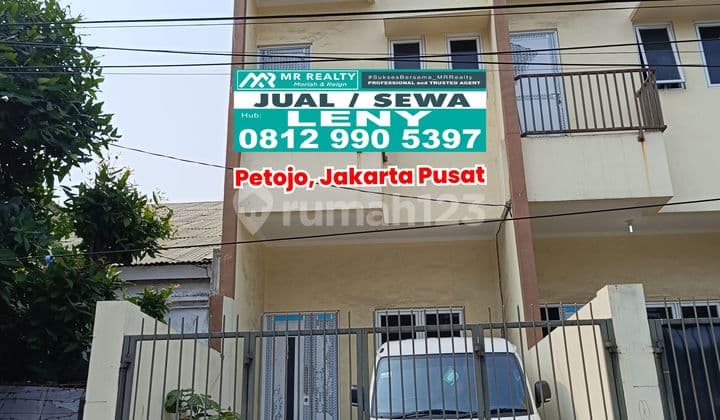 MR REALTY
Mariah & Reign
#SuksesBersama_MRRealty
PROFESSIONAL and TRUSTED AGENT
JUAL / SEWA
Hub: LENY
0812 990 5397
Petojo, Jakarta Pusat
rumah123